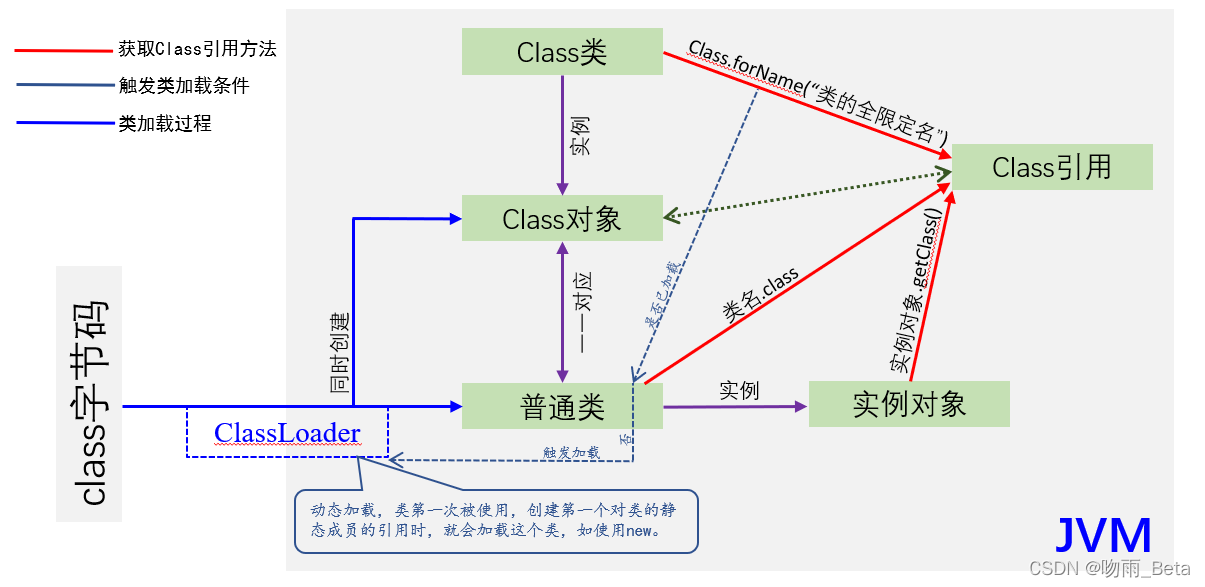 获取Class引用方法
触发类加载条件
类加载过程
Class类
Class.forName(“类的全限定名”)
实例
Class引用
Class对象
是否已加载
一一对应
类名.class
实例对象.getClass()
同时创建
class字节码
普通类
实例
实例对象
ClassLoader
否
触发加载
动态加载，类第一次被使用，创建第一个对类的静
态成员的引用时，就会加载这个类，如使用new。
JVM
CSDN @吻雨_Beta